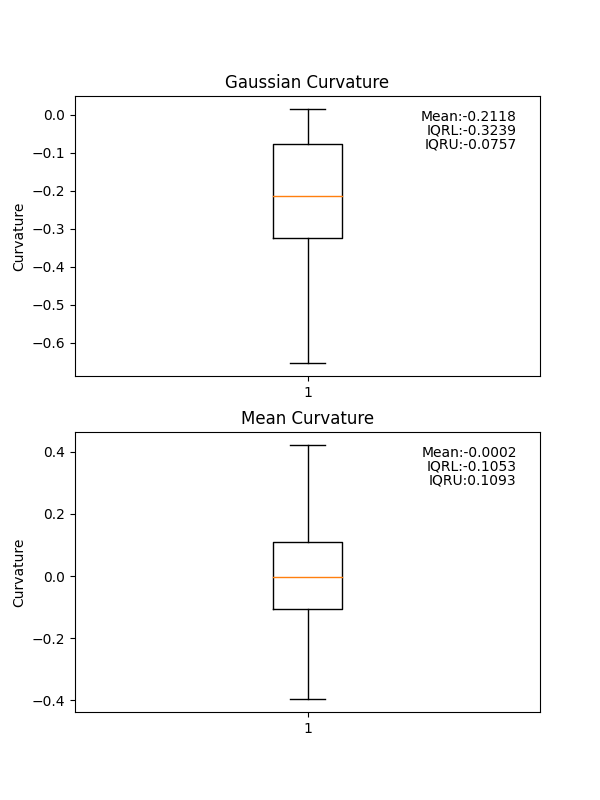 Gaussian Curvature
Mean:-0.2118
IQRL:-0.3239
IQRU:-0.0757
Curvature
0.0
−0.1
−0.2
−0.3
−0.4
−0.5
−0.6
1
Mean Curvature
Mean:-0.0002
IQRL:-0.1053
IQRU:0.1093
Curvature
0.4
0.2
0.0
−0.2
−0.4
1